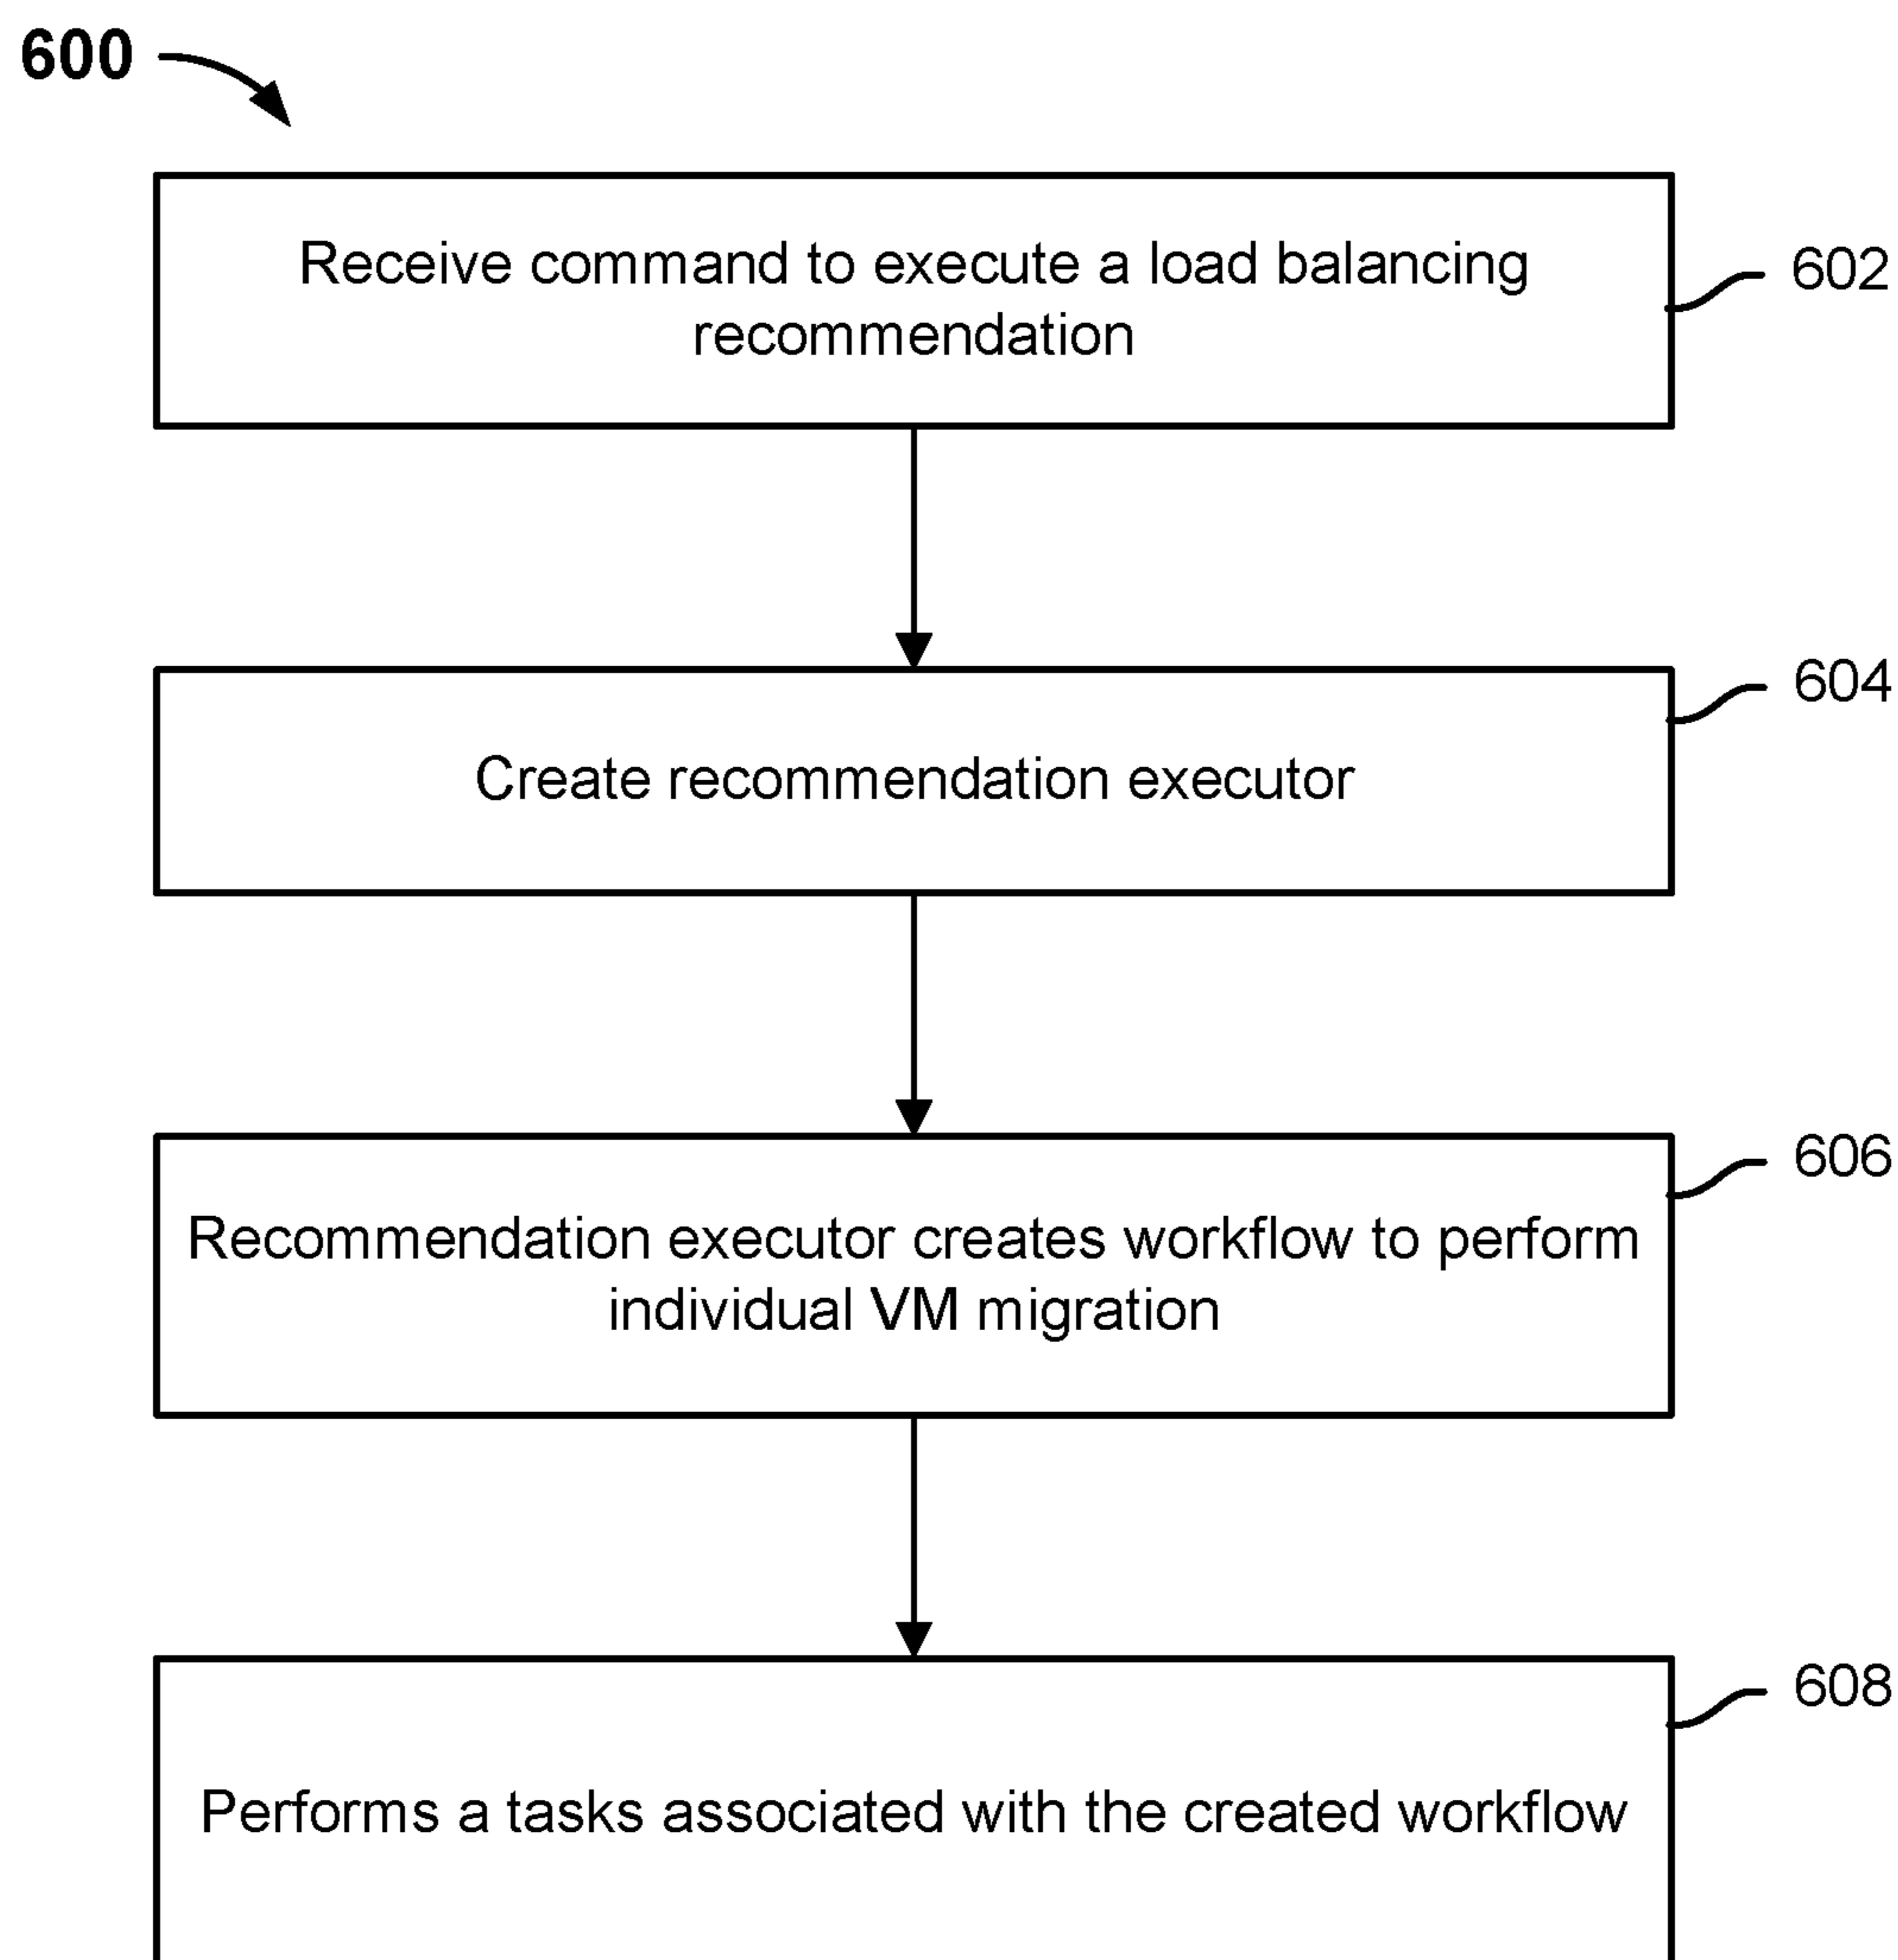 600
Receive command to execute a load balancing
recommendation
602
Create recommendation executor
604
Recommendation executor creates workflow to perform
individual VM migration
606
Performs a tasks associated with the created workflow
608